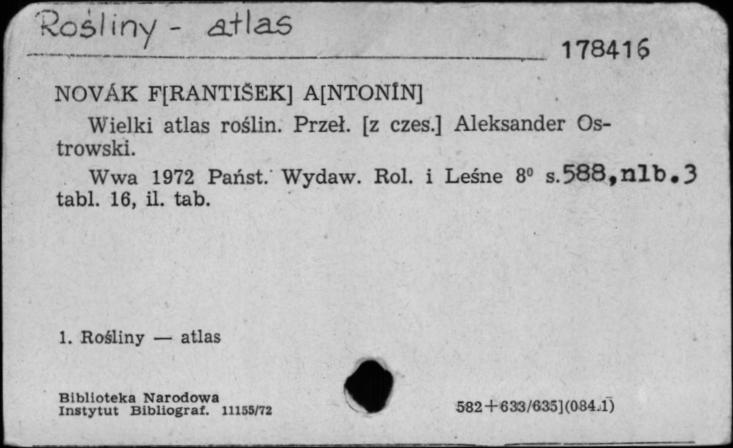 Rośliny - atlas
178416
NOVÁK F[RANTIŠEK] A[NTONÍN]
Wielki atlas roślin. Przeł. [z czes.] Aleksander Os-
trowski.
Wwa 1972 Państ. Wydaw. Rol. i Leśne 8° s.588,nlb.3
tabl. 16, il. tab.
1. Rośliny — atlas
Biblioteka Narodowa
Instytut Bibliograf. 11155/72
582+633/635](084.1)